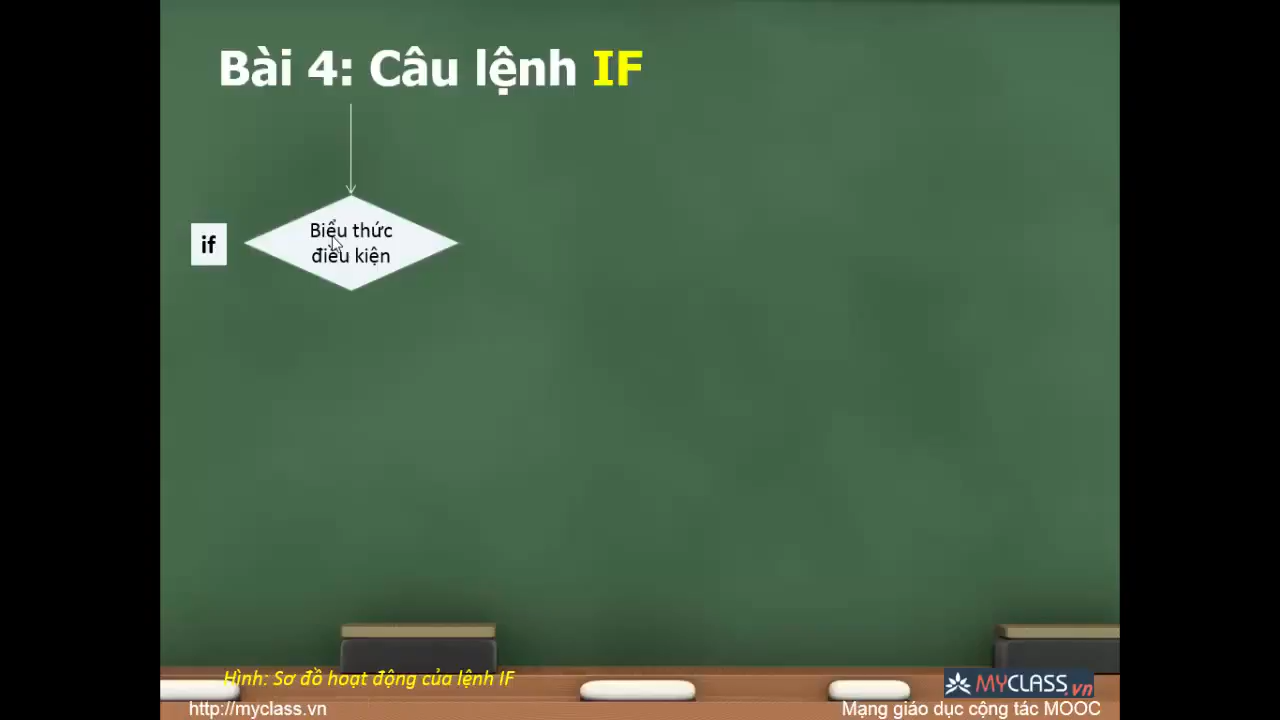 Bài 4: Câu lệnh IF
if
Biểu thức
điều kiện
Hình: Sơ đồ hoạt động của lệnh IF
MYCLASS.vn
http://myclass.vn
Mạng giáo dục cộng tác MOOC